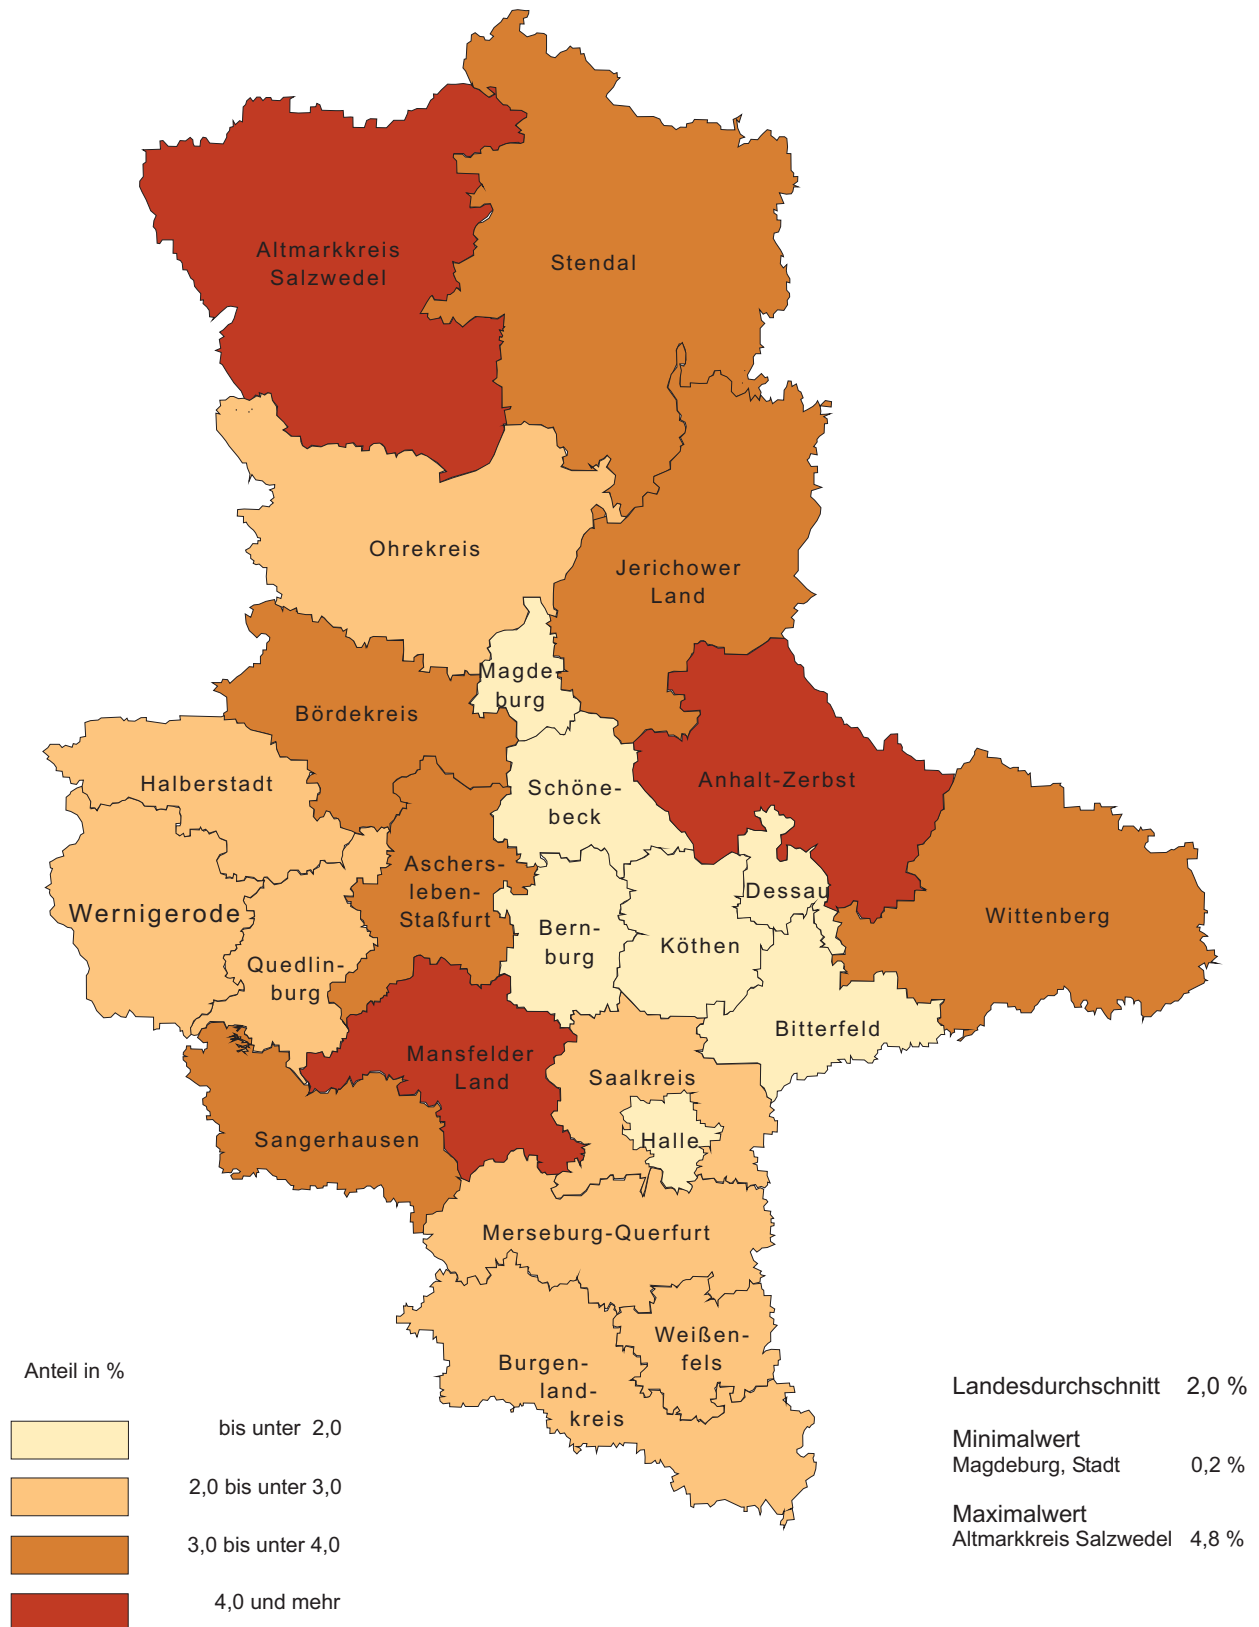 Altmarkkreis
Salzwedel
Stendal
Ohrekreis
Jerichower
Land
Magde-
burg
Bördekreis
Halberstadt
Schöne-
beck
Anhalt-Zerbst
Aschers-
leben-
Staßfurt
Dessau
Wernigerode
Wittenberg
Bern-
burg
Köthen
Quedlin-
burg
Bitterfeld
Mansfelder
Land
Saalkreis
Sangerhausen
Halle
Merseburg-Querfurt
Weißen-
fels
Burgen-
land-
kreis
Anteil in %
bis unter 2,0
2,0 bis unter 3,0
3,0 bis unter 4,0
4,0 und mehr
Landesdurchschnitt 2,0 %
Minimalwert
Magdeburg, Stadt 0,2 %
Maximalwert
Altmarkkreis Salzwedel 4,8 %